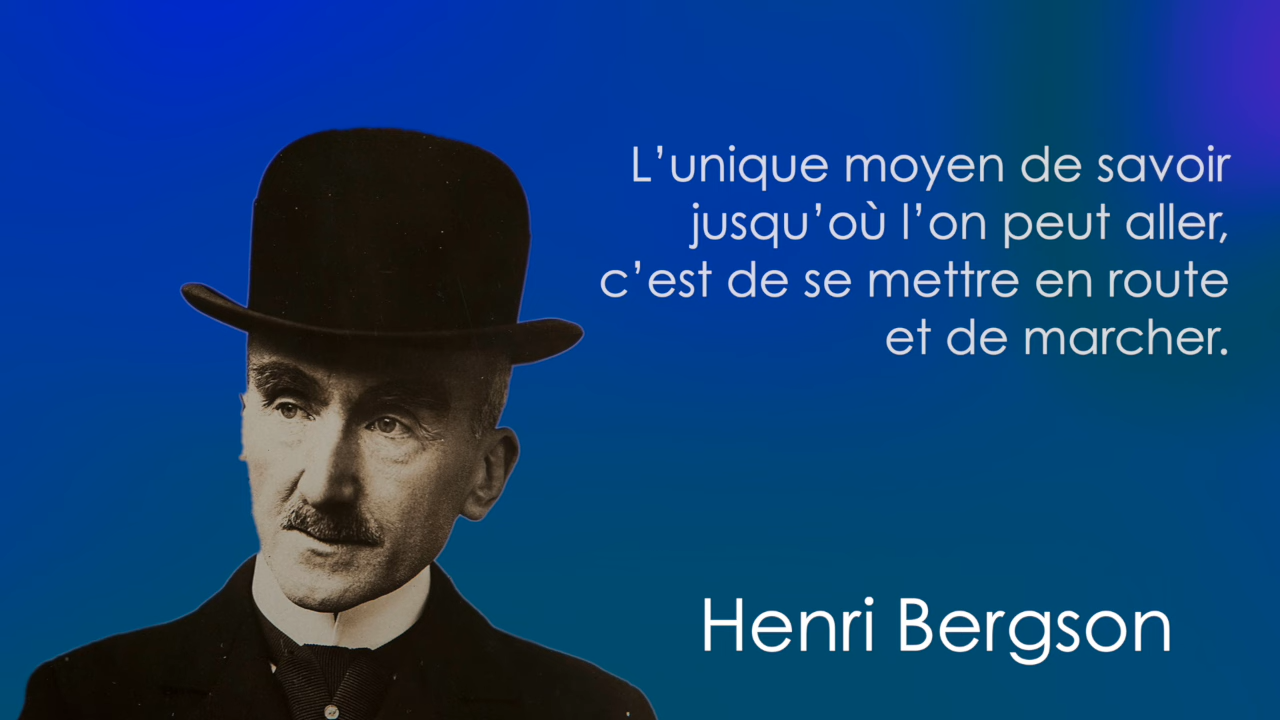 L’unique moyen de savoir
jusqu’où l’on peut aller,
c’est de se mettre en route
et de marcher.
Henri Bergson